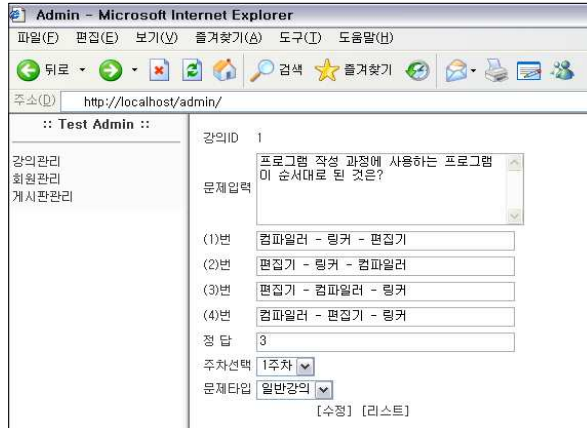 Admin - Microsoft Internet Explorer
파일(F) 편집(E) 보기(V) 즐겨찾기(A) 도구(T) 도움말(H)
뒤로 검색 즐겨찾기
주소(D) http://localhost/admin/
:: Test Admin ::
강의관리
회원관리
게시판관리
강의ID 1
문제입력 프로그램 작성 과정에 사용하는 프로그램
이 순서대로 된 것은?
(1)번 컴파일러 - 링커 - 편집기
(2)번 편집기 - 링커 - 컴파일러
(3)번 편집기 - 컴파일러 - 링커
(4)번 컴파일러 - 편집기 - 링커
정 답 3
주차선택 1주차
문제타입 일반강의
[수정] [리스트]